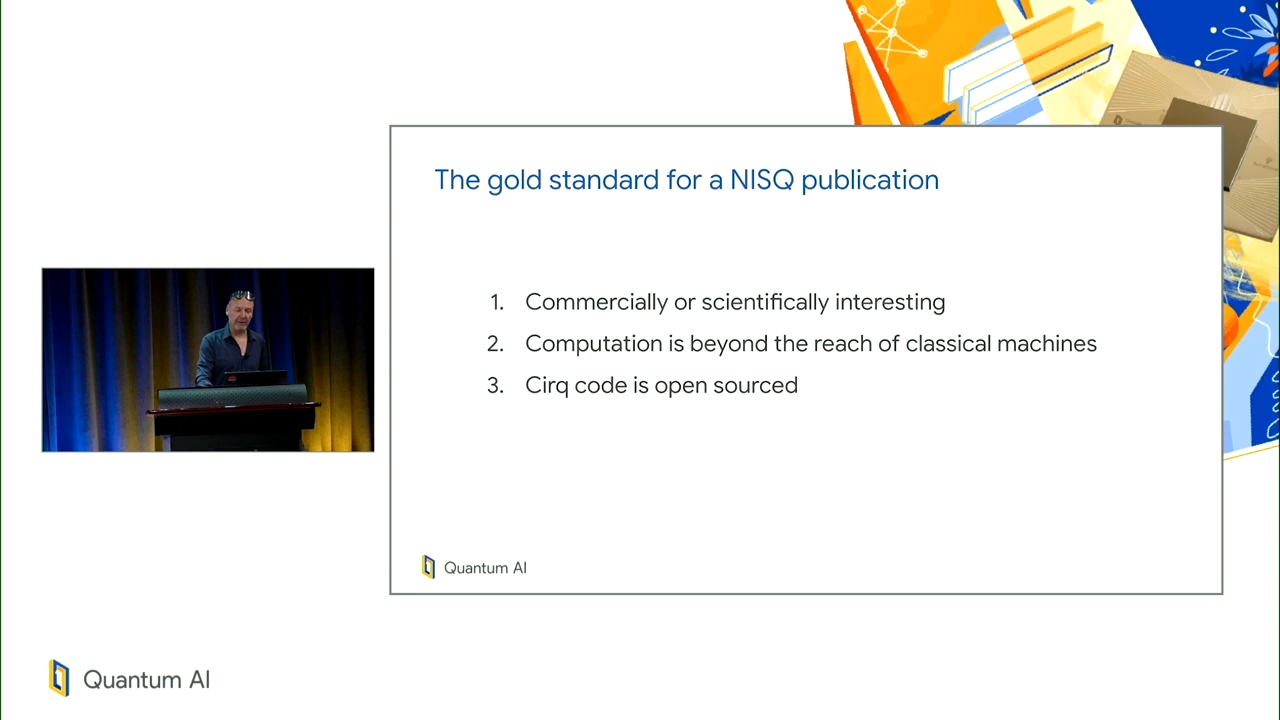 The gold standard for a NISQ publication
1. Commercially or scientifically interesting
2. Computation is beyond the reach of classical machines
3. Cirq code is open sourced
Quantum AI
Quantum AI